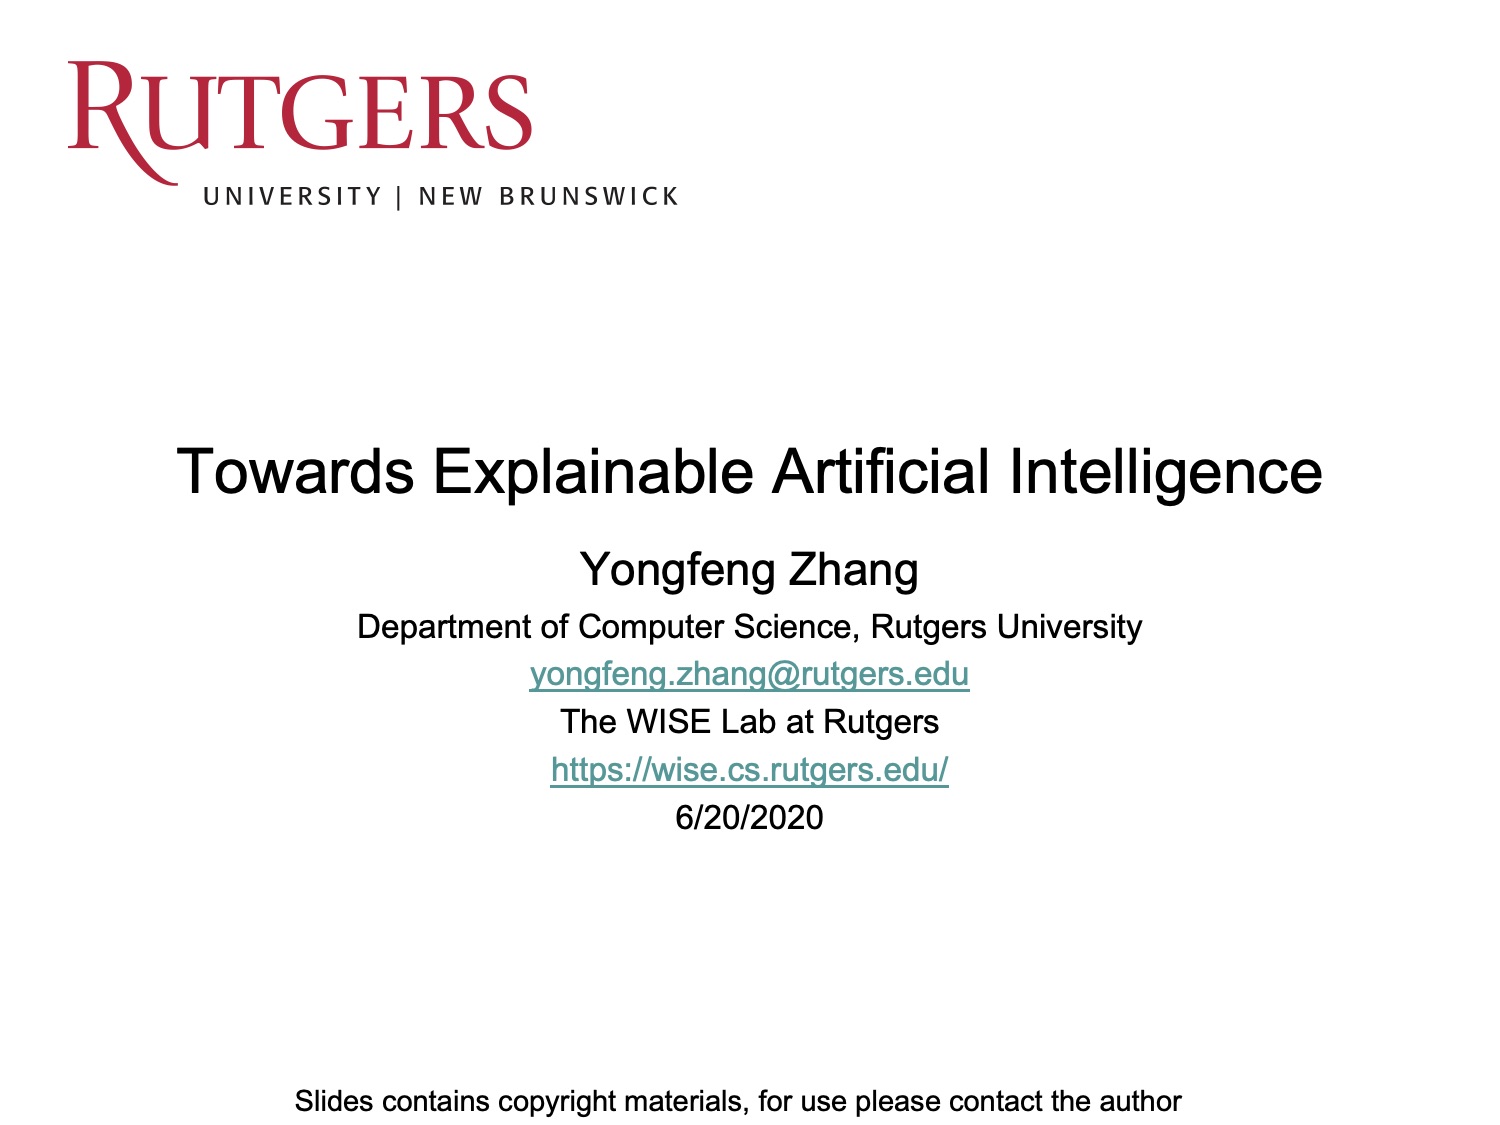 RUTGERS
UNIVERSITY | NEW BRUNSWICK
Towards Explainable Artificial Intelligence
Yongfeng Zhang
Department of Computer Science, Rutgers University
yongfeng.zhang@rutgers.edu
The WISE Lab at Rutgers
https://wise.cs.rutgers.edu/
6/20/2020
Slides contains copyright materials, for use please contact the author